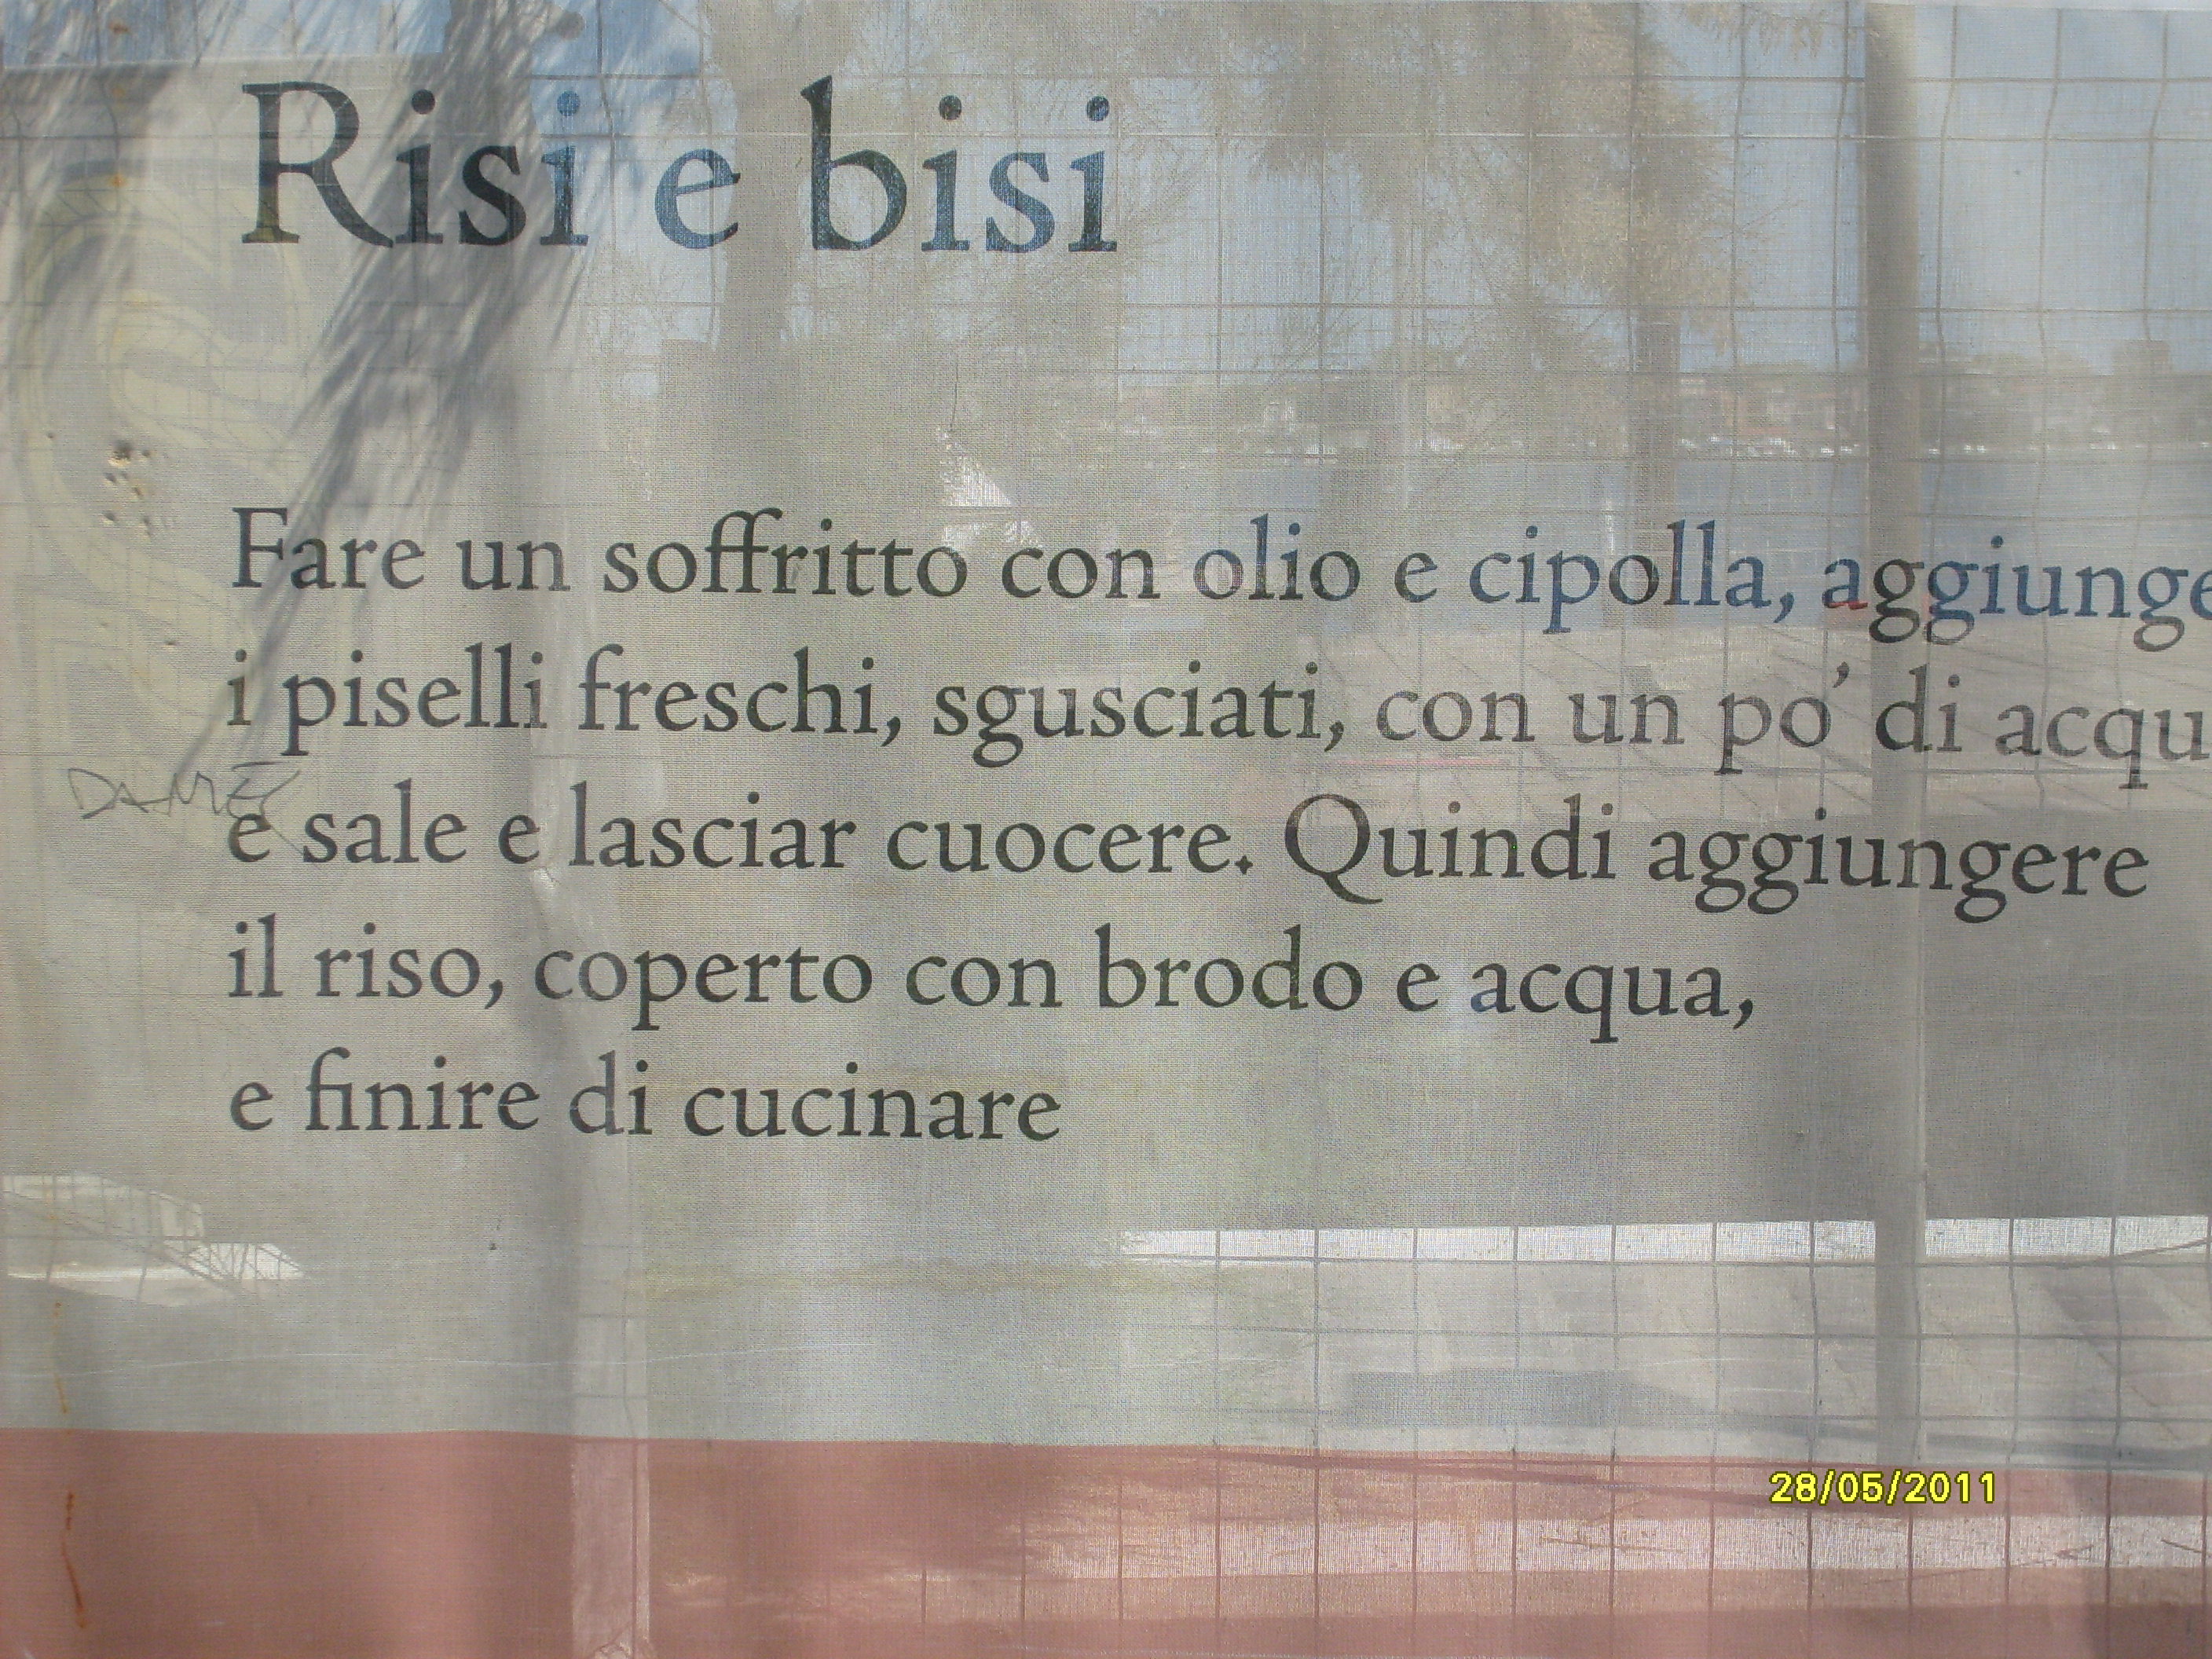 Risi e bisi
Fare un soffritto con olio e cipolla, aggiunge
i piselli freschi, sgusciati, con un po' di acqu
e sale e lasciar cuocere. Quindi aggiungere
il riso, coperto con brodo e acqua,
e finire di cucinare
28/05/2011